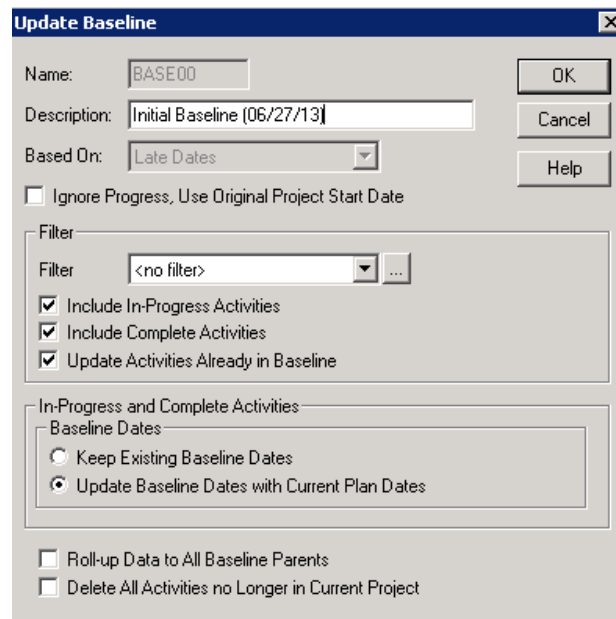 Update Baseline
Name: BASE00 OK
Description: Initial Baseline (06/27/13) Cancel
Based On: Late Dates Help
Ignore Progress, Use Original Project Start Date
Filter
Filter <no filter> ...
Include In-Progress Activities
Include Complete Activities
Update Activities Already in Baseline
In-Progress and Complete Activities
Baseline Dates
Keep Existing Baseline Dates
Update Baseline Dates with Current Plan Dates
Roll-up Data to All Baseline Parents
Delete All Activities no Longer in Current Project